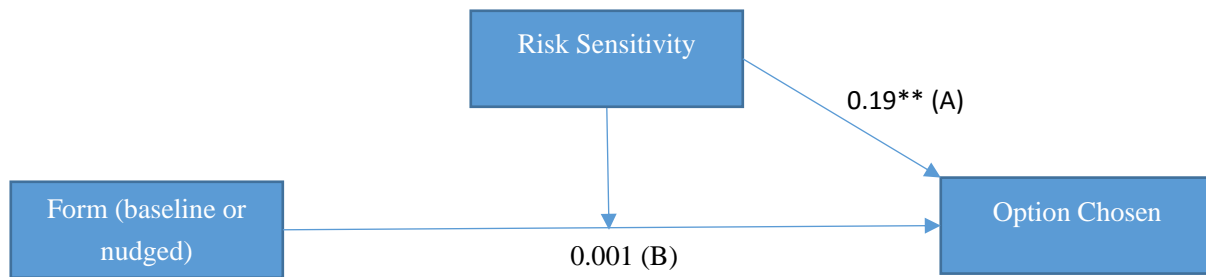 Risk Sensitivity
0.19** (A)
Form (baseline or
nudged)
Option Chosen
0.001 (B)